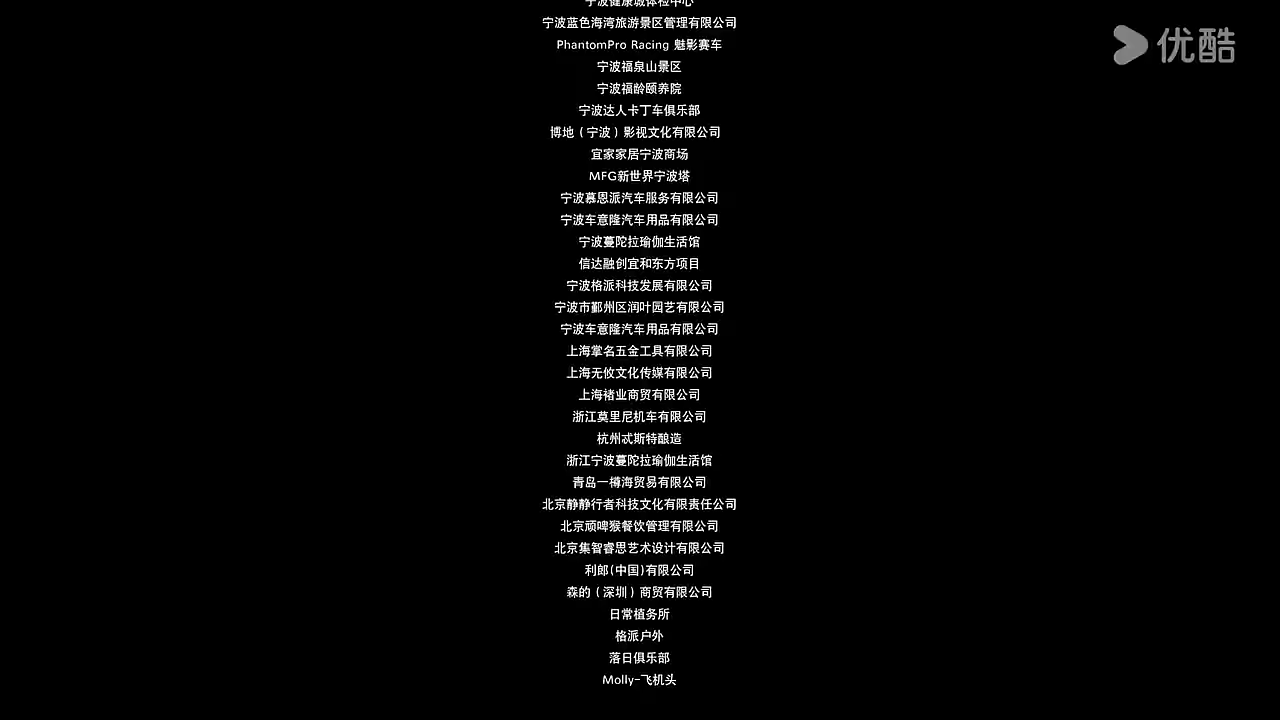 宁波健康城体检中心
宁波蓝色海湾旅游景区管理有限公司
优酷
PhantomPro Racing 魅影赛车
宁波福泉山景区
宁波福龄颐养院
宁波达人卡丁车俱乐部
博地（宁波）影视文化有限公司
宜家家居宁波商场
MFG新世界宁波塔
宁波慕恩派汽车服务有限公司
宁波车意隆汽车用品有限公司
宁波蔓陀拉瑜伽生活馆
信达融创宜和东方项目
宁波格派科技发展有限公司
宁波市鄞州区润叶园艺有限公司
宁波车意隆汽车用品有限公司
上海掌名五金工具有限公司
上海无攸文化传媒有限公司
上海褚业商贸有限公司
浙江莫里尼机车有限公司
杭州忒斯特酿造
浙江宁波蔓陀拉瑜伽生活馆
青岛一樽海贸易有限公司
北京静静行者科技文化有限责任公司
北京顽啤猴餐饮管理有限公司
北京集智睿思艺术设计有限公司
利郎(中国)有限公司
森的（深圳）商贸有限公司
日常植务所
格派户外
落日俱乐部
Molly-飞机头